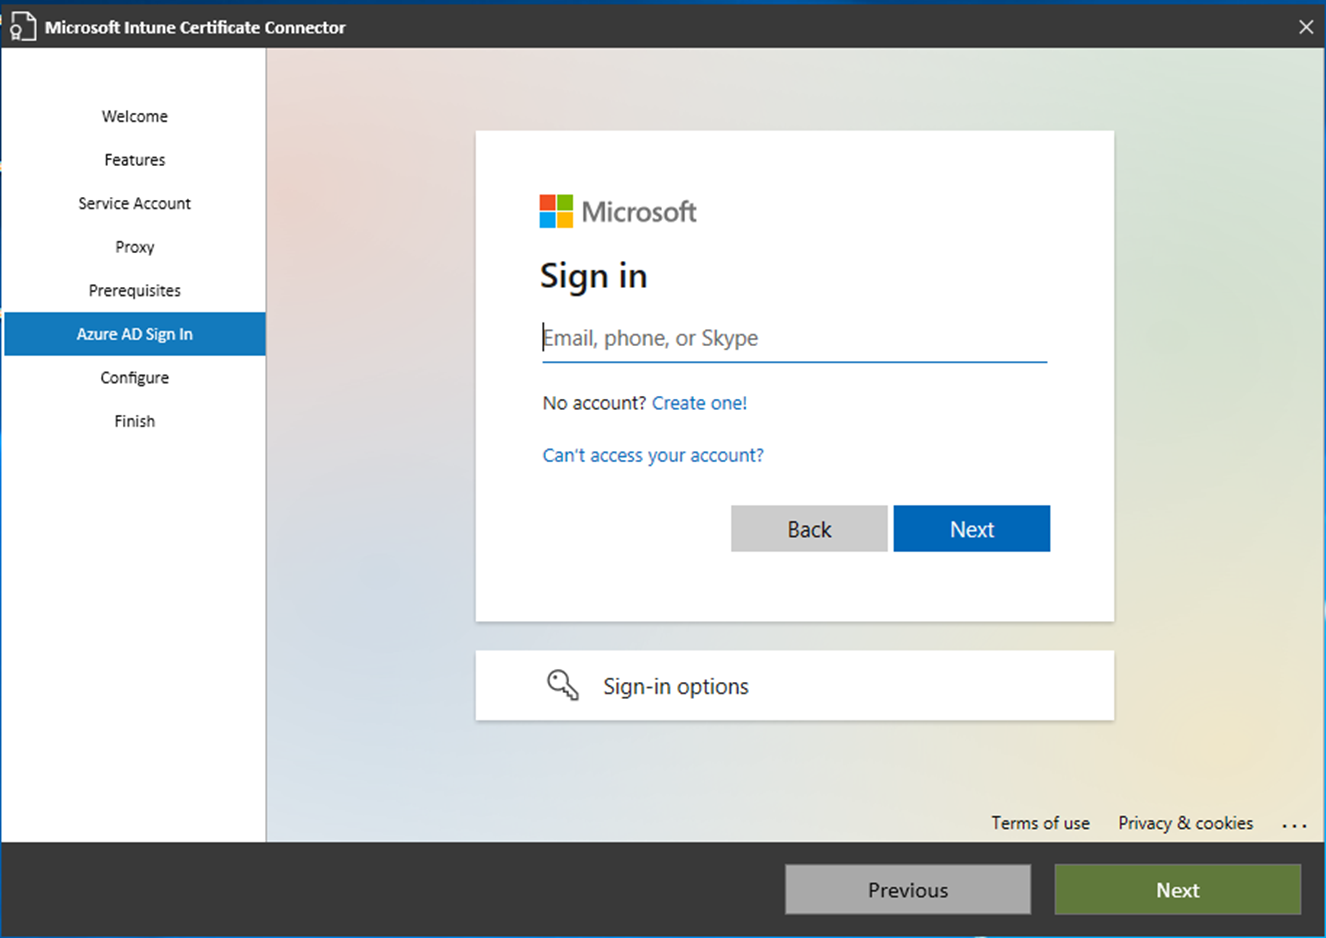 Microsoft Intune Certificate Connector
Welcome
Features
Service Account
Proxy
Prerequisites
Azure AD Sign In
Configure
Finish
Microsoft
Sign in
Email, phone, or Skype
No account? Create one!
Can't access your account?
Back Next
Sign-in options
Terms of use Privacy & cookies ...
Previous Next